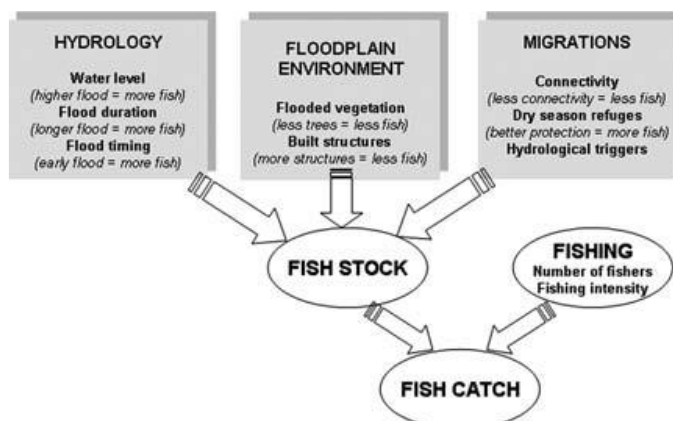 HYDROLOGY
Water level
(higher flood = more fish)
Flood duration
(longer flood = more fish)
Flood timing
(early flood = more fish)
FLOODPLAIN
ENVIRONMENT
Flooded vegetation
(less trees = less fish)
Built structures
(more structures = less fish)
MIGRATIONS
Connectivity
(less connectivity = less fish)
Dry season refuges
(better protection = more fish)
Hydrological triggers
FISH STOCK
FISHING
Number of fishers
Fishing intensity
FISH CATCH